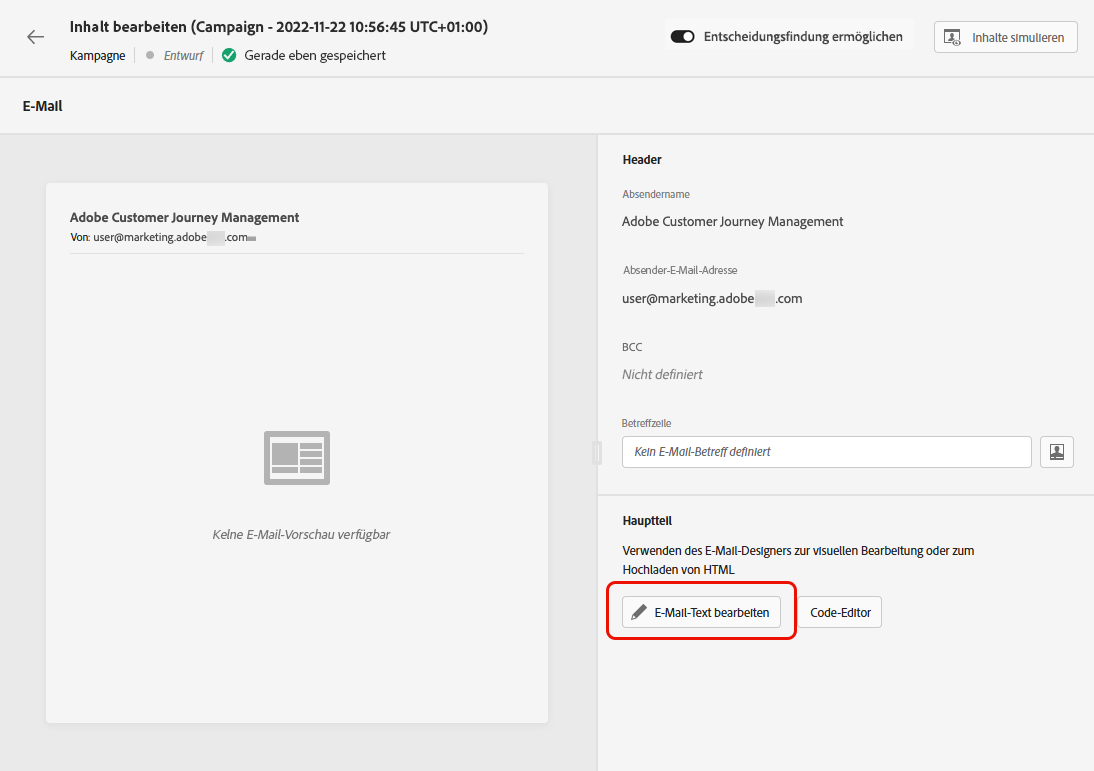 Inhalt bearbeiten (Campaign - 2022-11-22 10:56:45 UTC+01:00)
Kampagne
Entwurf
Gerade eben gespeichert
Entscheidungsfindung ermöglichen
Inhalte simulieren
E-Mail
Adobe Customer Journey Management
Von: user@marketing.adobe .com
Keine E-Mail-Vorschau verfügbar
Header
Absendername
Adobe Customer Journey Management
Absender-E-Mail-Adresse
user@marketing.adobe .com
BCC
Nicht definiert
Betreffzeile
Kein E-Mail-Betreff definiert
Hauptteil
Verwenden des E-Mail-Designers zur visuellen Bearbeitung oder zum
Hochladen von HTML
E-Mail-Text bearbeiten
Code-Editor